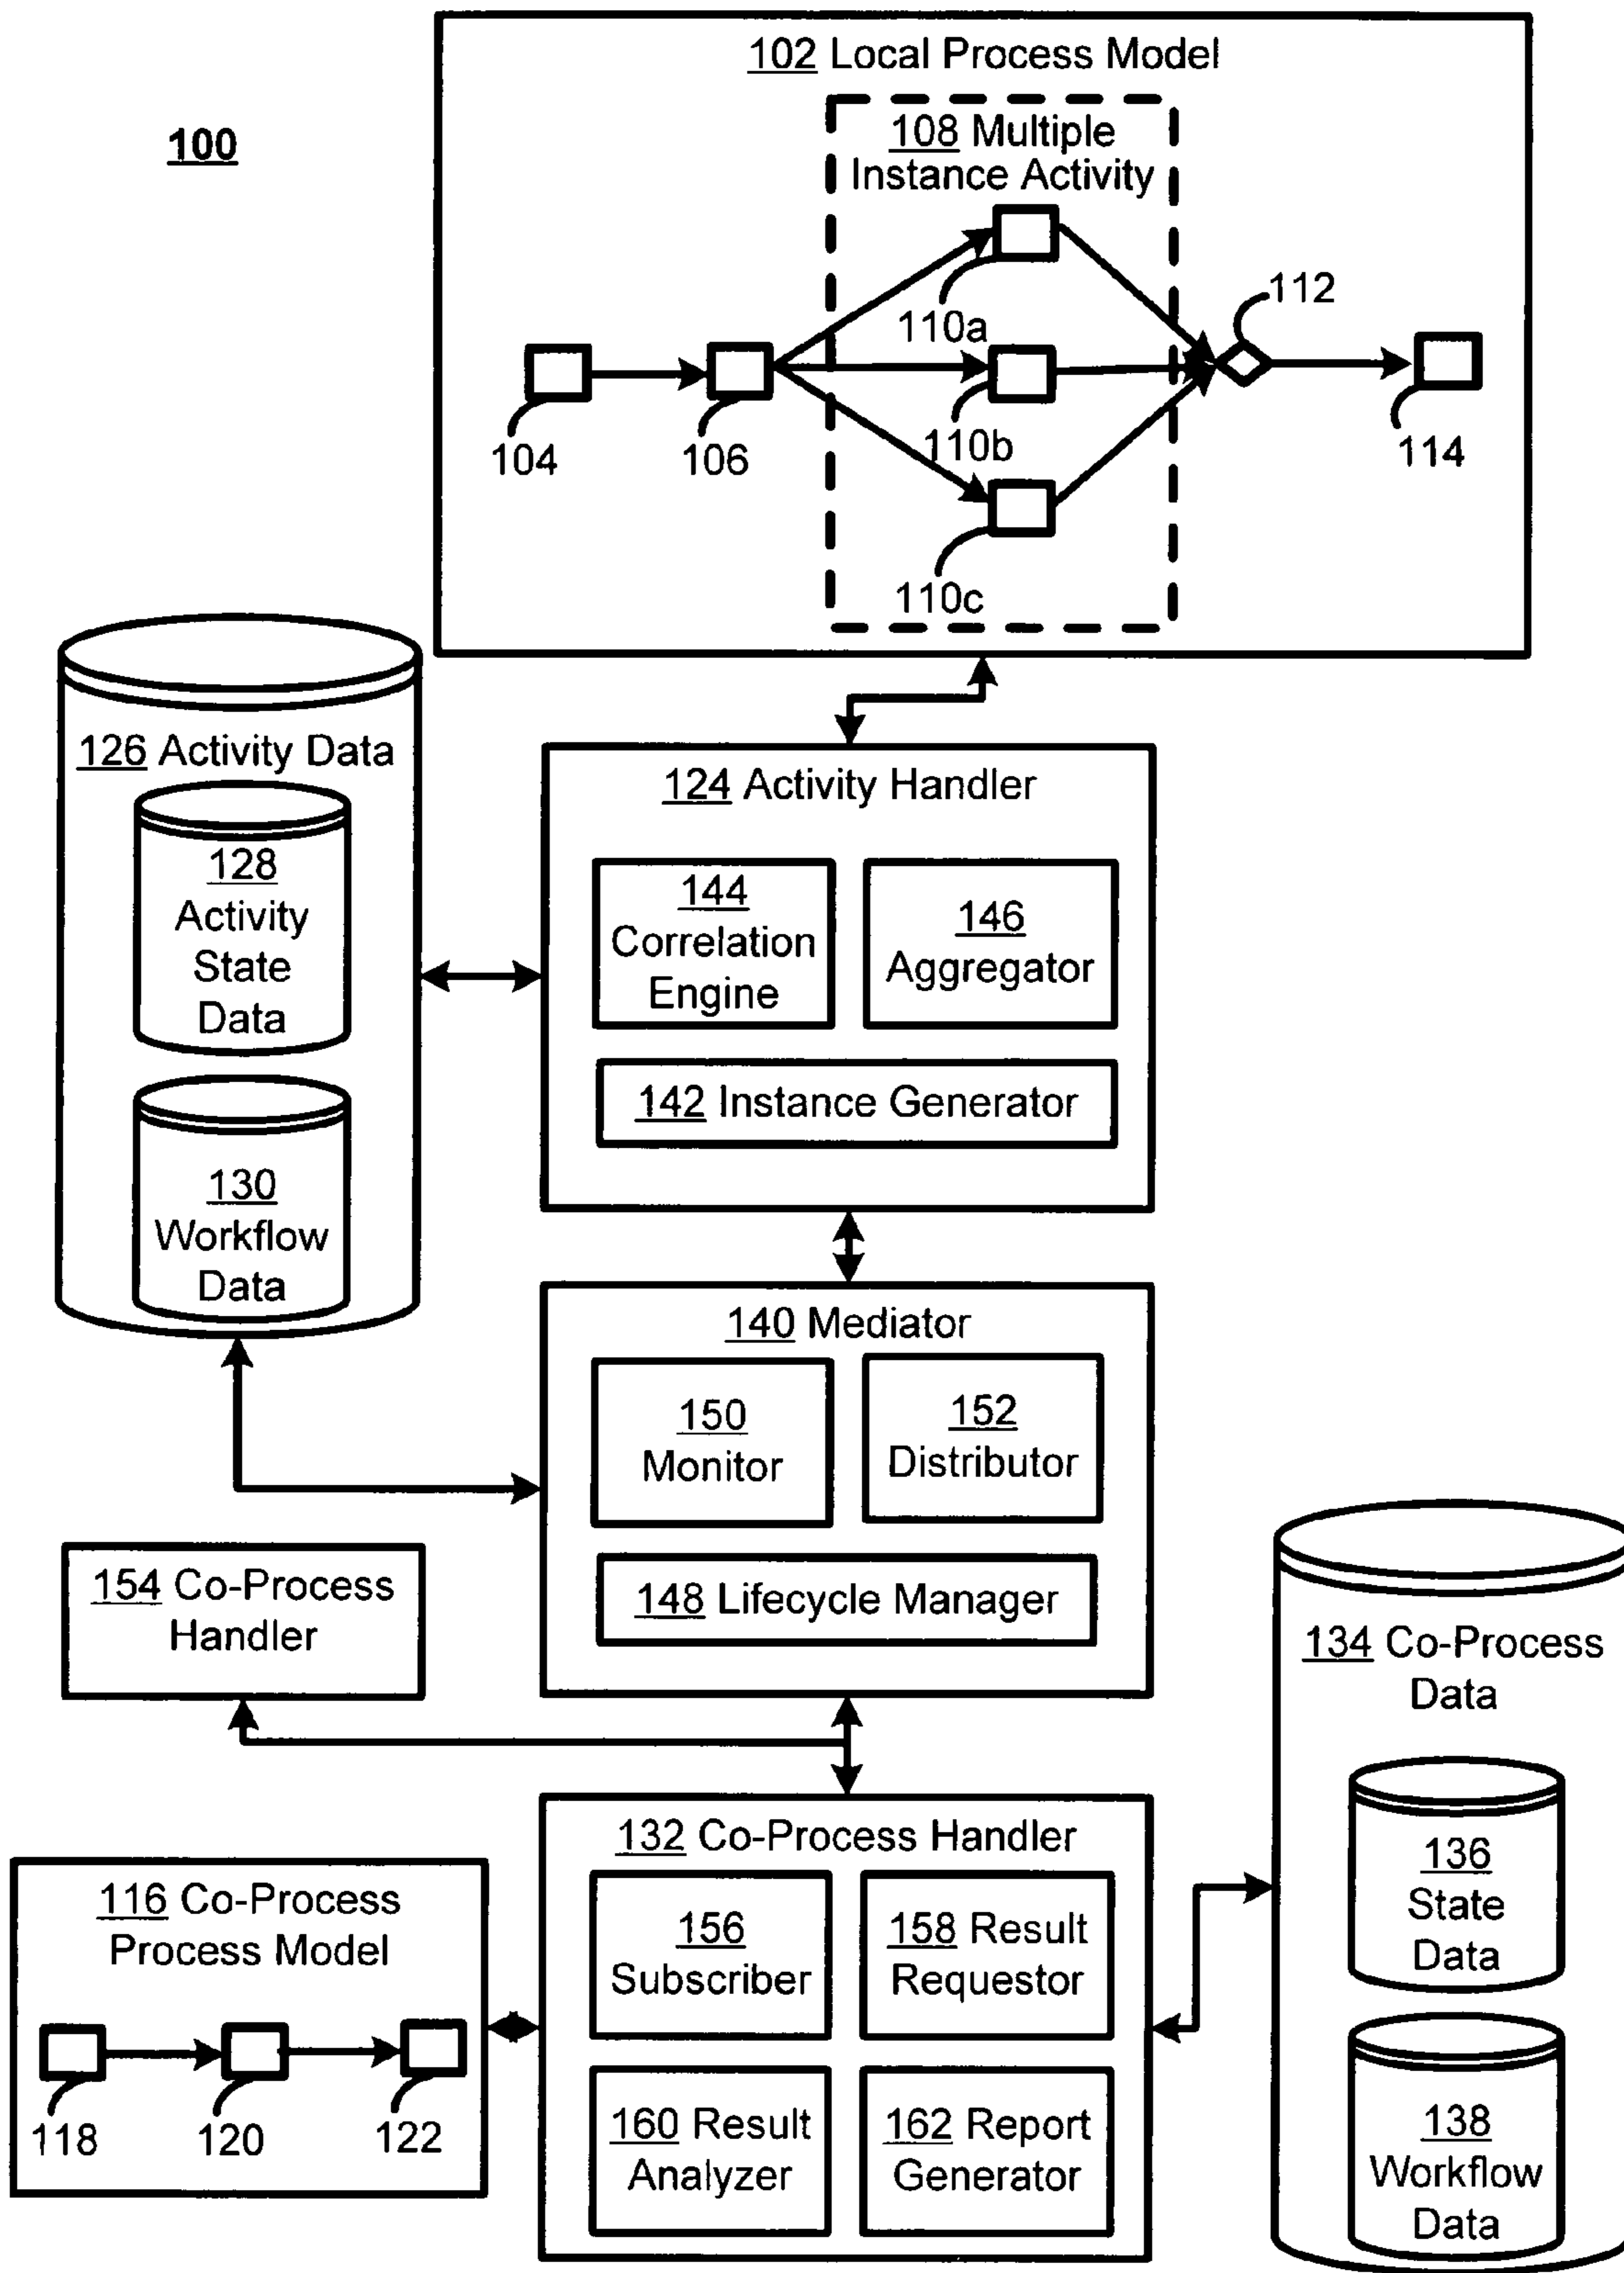 100
102 Local Process Model
108 Multiple
Instance Activity
110a
112
104
106
110b
114
110c
126 Activity Data
128
Activity
State
Data
130
Workflow
Data
124 Activity Handler
144
Correlation
Engine
146
Aggregator
142 Instance Generator
140 Mediator
150
Monitor
152
Distributor
148 Lifecycle Manager
154 Co-Process
Handler
134 Co-Process
Data
136
State
Data
138
Workflow
Data
132 Co-Process Handler
156
Subscriber
158 Result
Requestor
160 Result
Analyzer
162 Report
Generator
116 Co-Process
Process Model
118
120
122